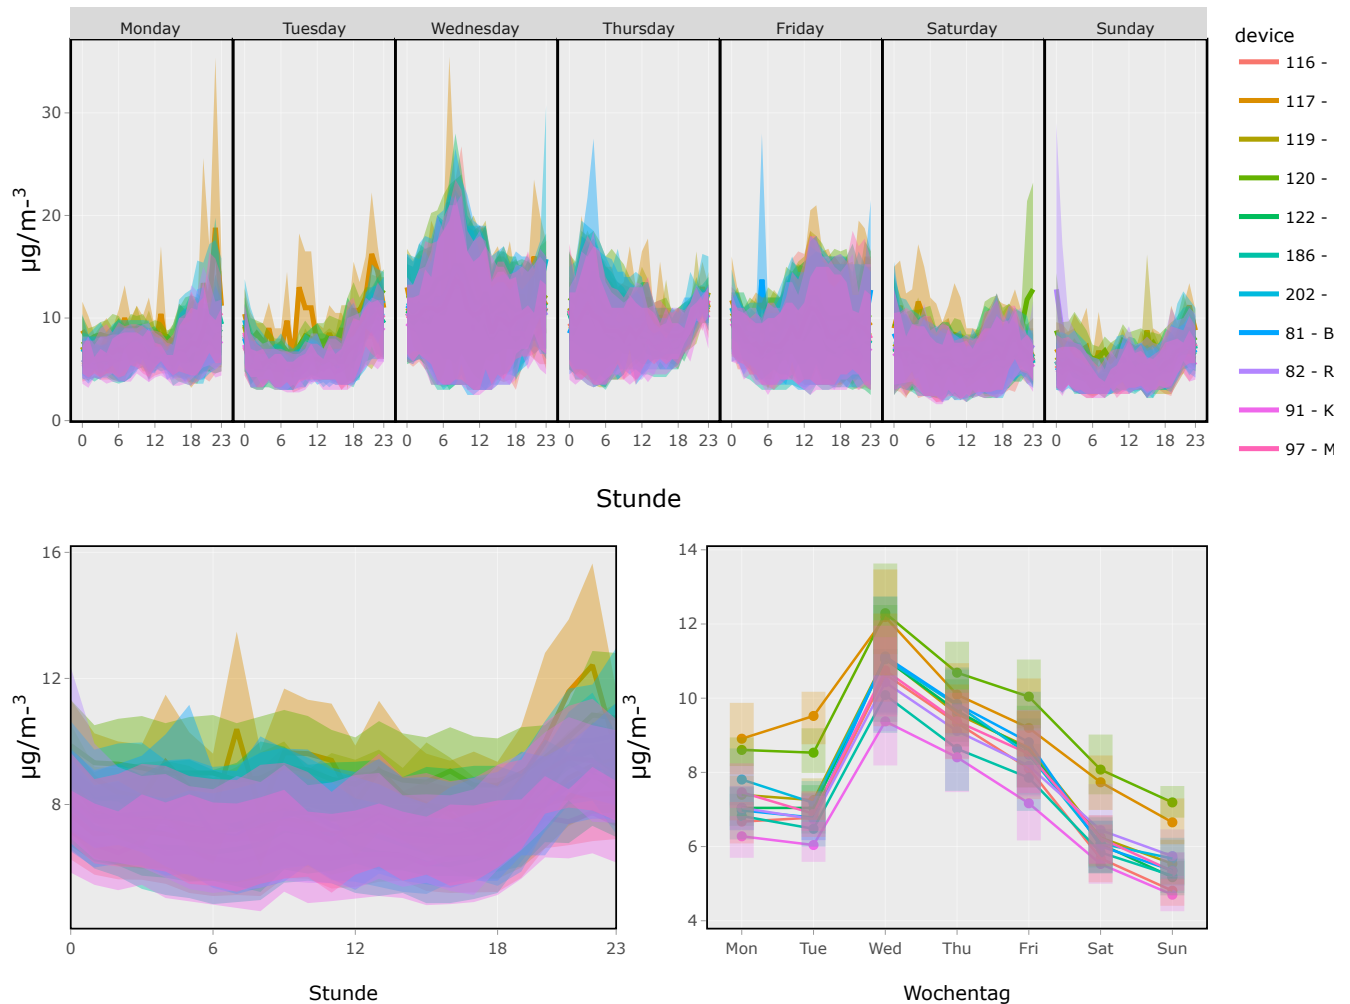 Monday Tuesday Wednesday Thursday Friday Saturday Sunday
device
116 -
117 -
119 -
120 -
122 -
186 -
202 -
81 - B
82 - R
91 - K
97 - M
µg/m-³
30
20
10
0
0 6 12 18 23 0 6 12 18 23 0 6 12 18 23 0 6 12 18 23 0 6 12 18 23 0 6 12 18 23 0 6 12 18 23
Stunde
µg/m-³
16
12
8
0 6 12 18 23
Stunde
µg/m-³
14
12
10
8
6
4
Mon Tue Wed Thu Fri Sat Sun
Wochentag